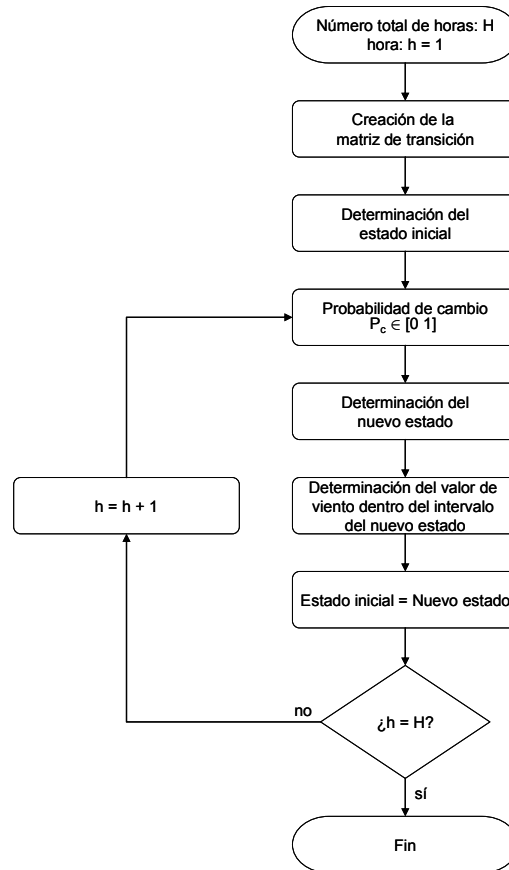 Número total de horas: H
hora: h = 1
Creación de la
matriz de transición
Determinación del
estado inicial
Probabilidad de cambio
Pc ∈ [0 1]
Determinación del
nuevo estado
Determinación del valor de
viento dentro del intervalo
del nuevo estado
h = h + 1
Estado inicial = Nuevo estado
no
¿h = H?
sí
Fin